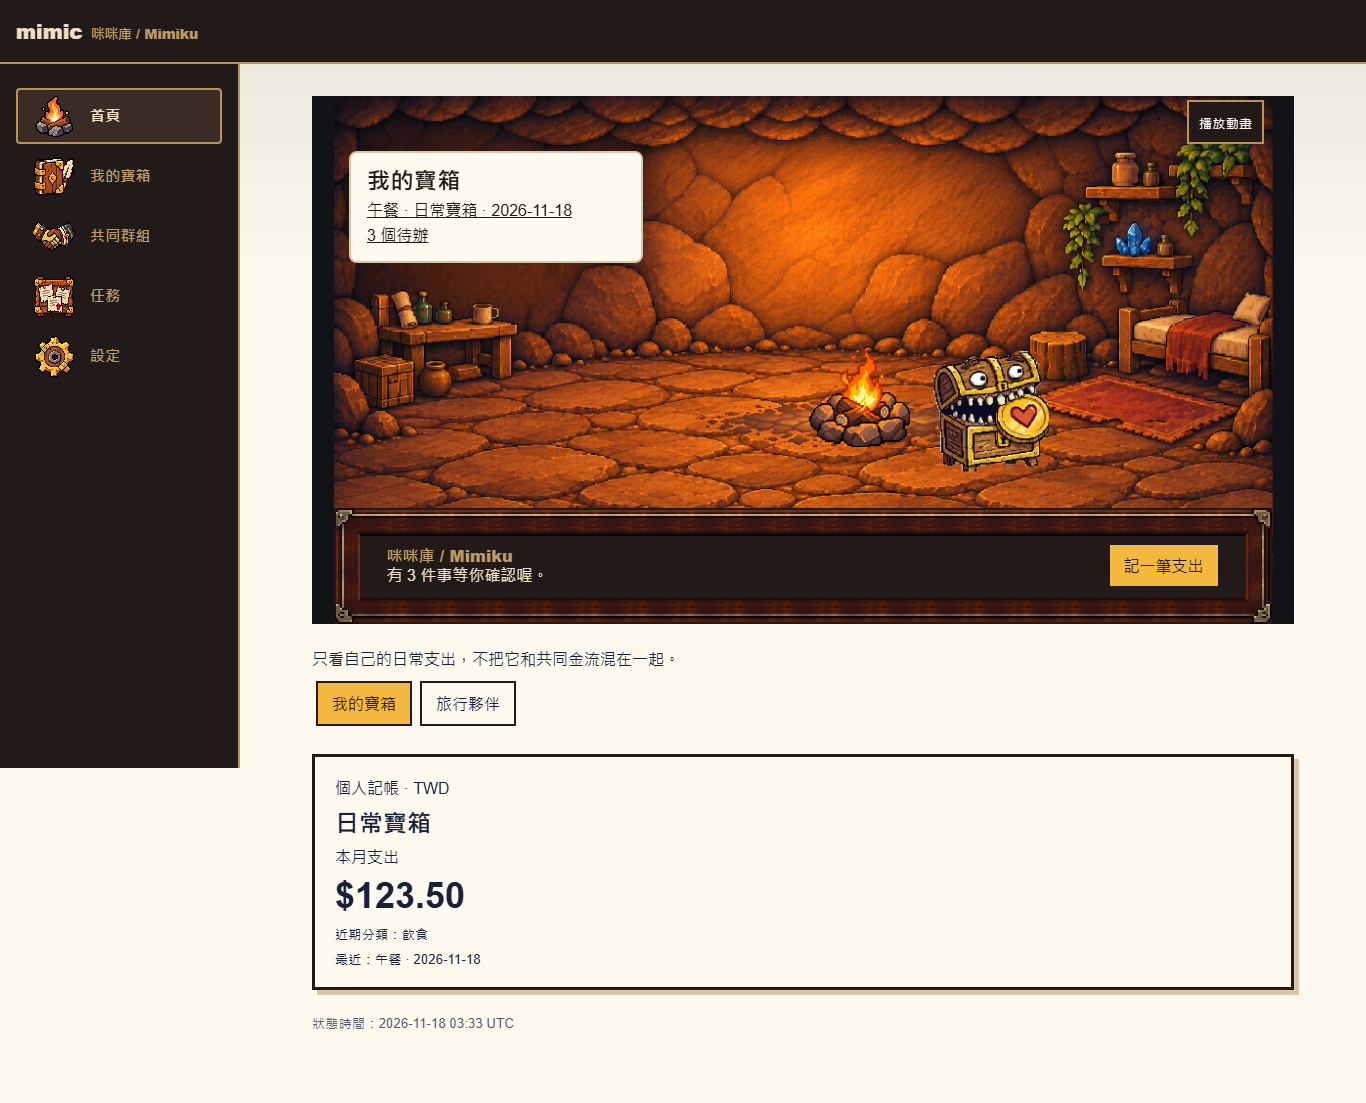 mimic 咪咪庫 / Mimiku
首頁
我的寶箱
共同群組
任務
設定
播放動畫
我的寶箱
午餐 · 日常寶箱 · 2026-11-18
3 個待辦
咪咪庫 / Mimiku
有 3 件事等你確認喔。
記一筆支出
只看自己的日常支出，不把它和共同金流混在一起。
我的寶箱
旅行夥伴
個人記帳 · TWD
日常寶箱
本月支出
$123.50
近期分類：飲食
最近：午餐 · 2026-11-18
狀態時間：2026-11-18 03:33 UTC